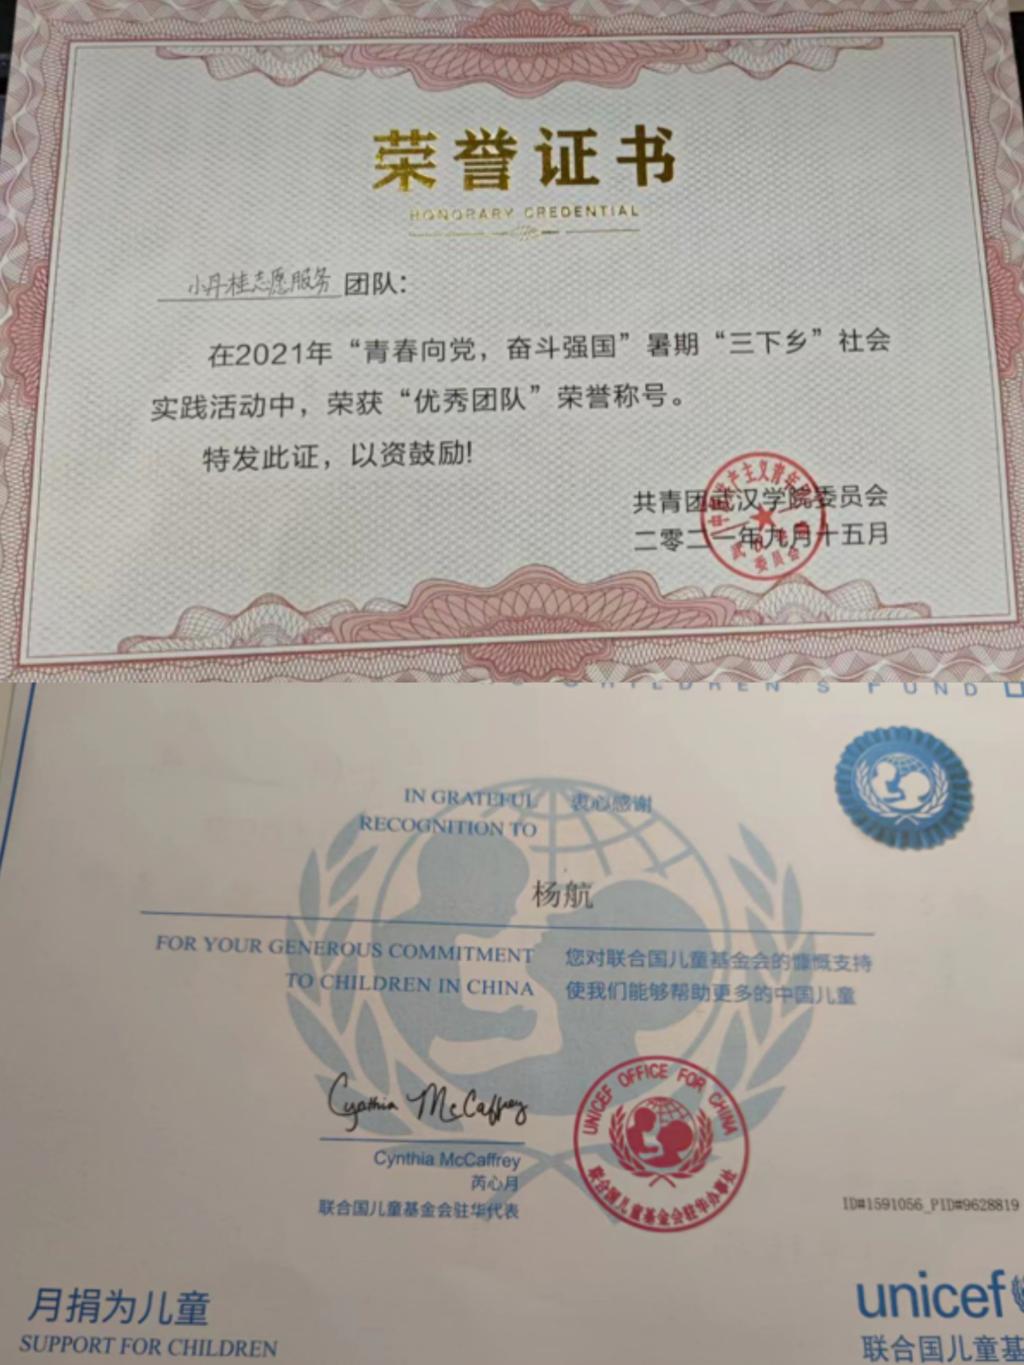 荣誉证书
HONORARY CREDENTIAL
小丹桂志愿服务团队：
在2021年“青春向党，奋斗强国”暑期“三下乡”社会
实践活动中，荣获“优秀团队”荣誉称号。
特发此证，以资鼓励！
共青团武汉学院委员会
二零二一年九月十五月
CHILDREN'S FUND
IN GRATEFUL 衷心感谢
RECOGNITION TO
杨航
FOR YOUR GENEROUS COMMITMENT 您对联合国儿童基金会的慷慨支持
TO CHILDREN IN CHINA 使我们能够帮助更多的中国儿童
Cynthia McCaffrey
UNICEF OFFICE FOR CHINA
联合国儿童基金会驻华办事处
Cynthia McCaffrey
芮心月
联合国儿童基金会驻华代表
ID#1591056_PID#9628819
月捐为儿童
SUPPORT FOR CHILDREN
unicef
联合国儿童基